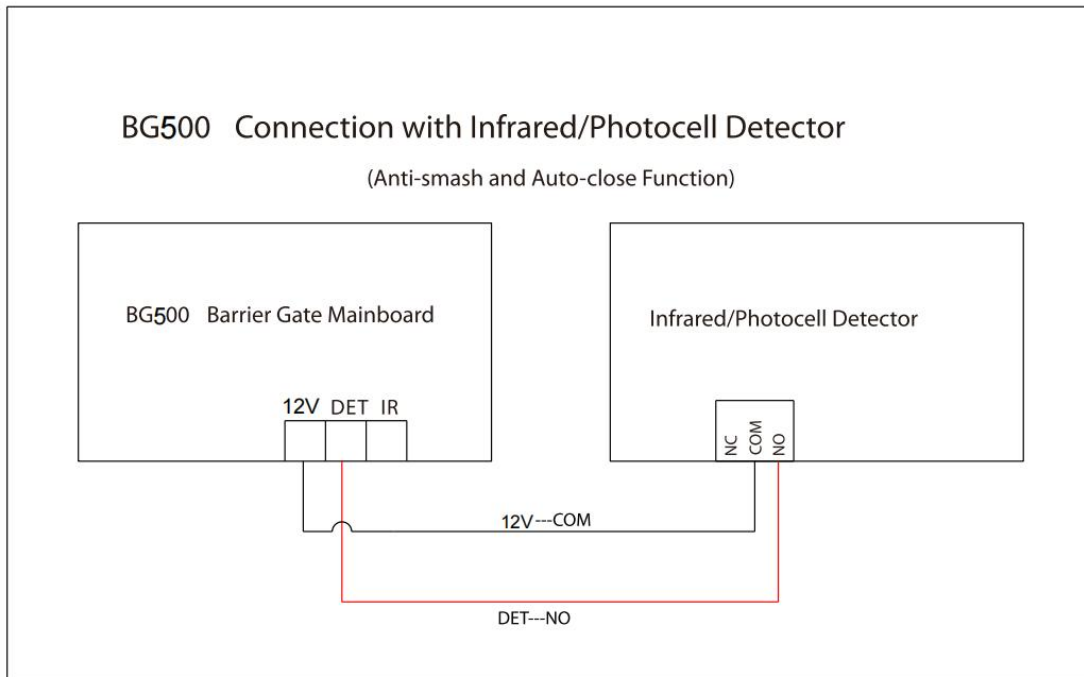 BG500 Connection with Infrared/Photocell Detector
(Anti-smash and Auto-close Function)
BG500 Barrier Gate Mainboard
12V DET IR
Infrared/Photocell Detector
NC
COM
NO
12V---COM
DET---NO